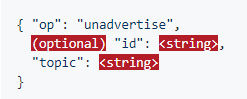 { "op": "unadvertise",
(optional) "id": <string>,
"topic": <string>
}